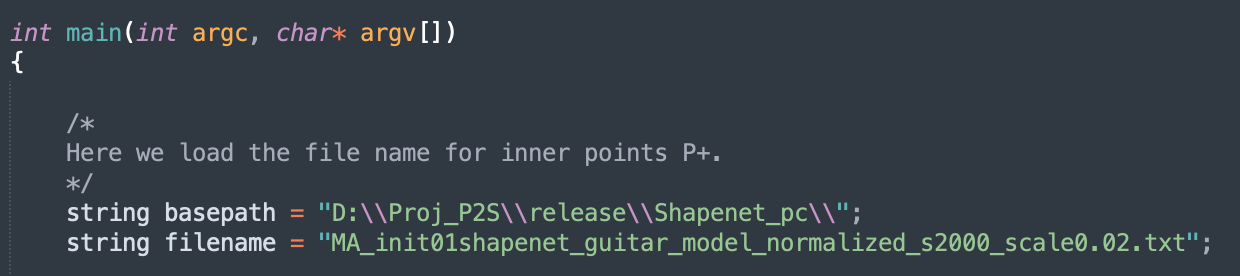 int main(int argc, char* argv[])
{
/*
Here we load the file name for inner points P+.
*/
string basepath = "D:\\Proj_P2S\\release\\Shapenet_pc\\";
string filename = "MA_init01shapenet_guitar_model_normalized_s2000_scale0.02.txt";